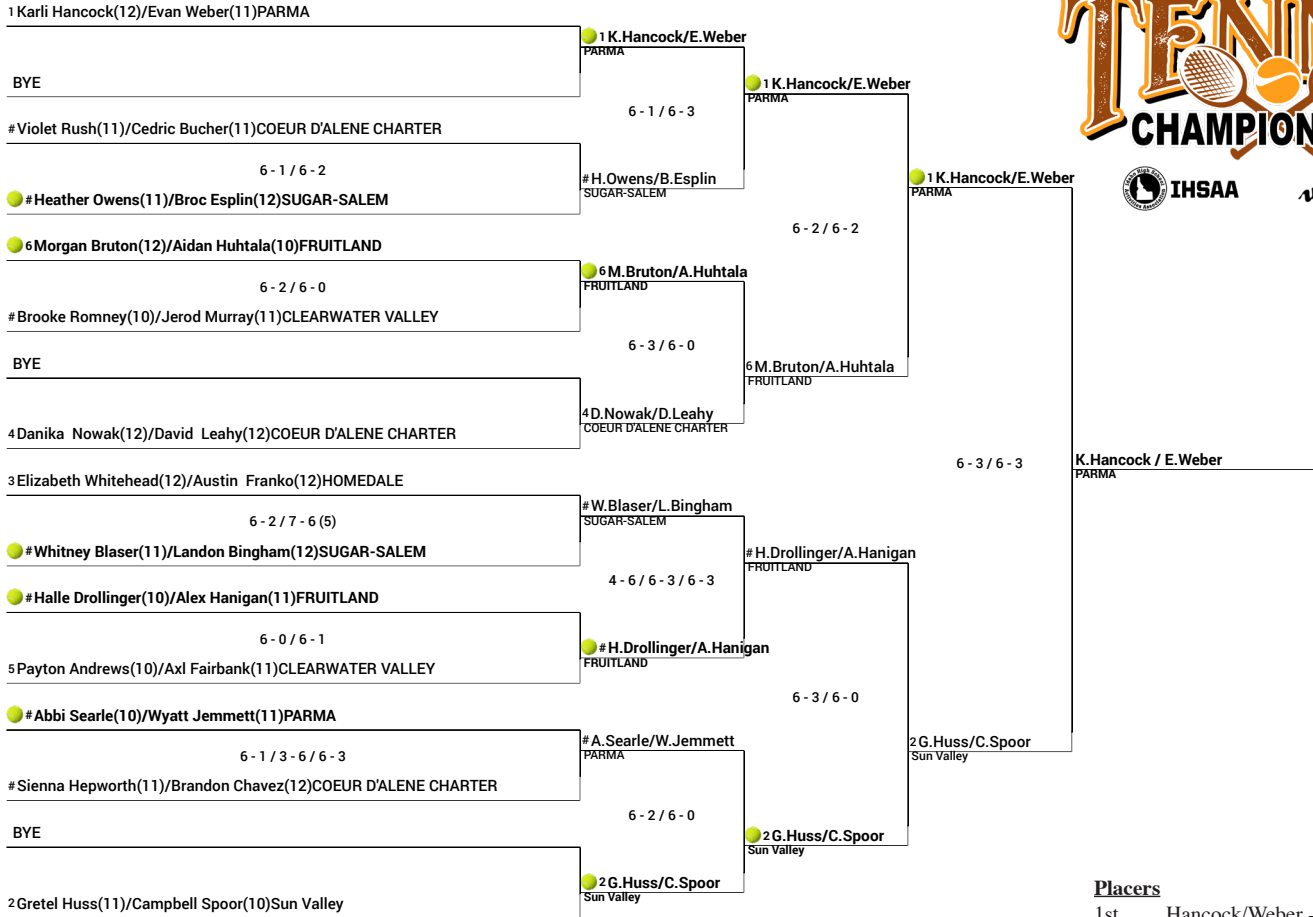 1 Karli Hancock(12)/Evan Weber(11)PARMA
BYE
# Violet Rush(11)/Cedric Bucher(11)COEUR D'ALENE CHARTER
6 - 1 / 6 - 2
# Heather Owens(11)/Broc Esplin(12)SUGAR-SALEM
6 Morgan Bruton(12)/Aidan Huhtala(10)FRUITLAND
6 - 2 / 6 - 0
# Brooke Romney(10)/Jerod Murray(11)CLEARWATER VALLEY
BYE
4 Danika Nowak(12)/David Leahy(12)COEUR D'ALENE CHARTER
3 Elizabeth Whitehead(12)/Austin Franko(12)HOMEDALE
6 - 2 / 7 - 6 (5)
# Whitney Blaser(11)/Landon Bingham(12)SUGAR-SALEM
# Halle Drollinger(10)/Alex Hanigan(11)FRUITLAND
6 - 0 / 6 - 1
5 Payton Andrews(10)/Axl Fairbank(11)CLEARWATER VALLEY
# Abbi Searle(10)/Wyatt Jemmett(11)PARMA
6 - 1 / 3 - 6 / 6 - 3
# Sienna Hepworth(11)/Brandon Chavez(12)COEUR D'ALENE CHARTER
BYE
2 Gretel Huss(11)/Campbell Spoor(10)Sun Valley
1 K.Hancock/E.Weber
PARMA
6 - 1 / 6 - 3
# H.Owens/B.Esplin
SUGAR-SALEM
6 M.Bruton/A.Huhtala
FRUITLAND
6 - 3 / 6 - 0
4 D.Nowak/D.Leahy
COEUR D'ALENE CHARTER
# W.Blaser/L.Bingham
SUGAR-SALEM
4 - 6 / 6 - 3 / 6 - 3
# H.Drollinger/A.Hanigan
FRUITLAND
# A.Searle/W.Jemmett
PARMA
6 - 2 / 6 - 0
2 G.Huss/C.Spoor
Sun Valley
1 K.Hancock/E.Weber
PARMA
6 - 2 / 6 - 2
6 M.Bruton/A.Huhtala
FRUITLAND
# H.Drollinger/A.Hanigan
FRUITLAND
6 - 3 / 6 - 0
2 G.Huss/C.Spoor
Sun Valley
1 K.Hancock/E.Weber
PARMA
6 - 3 / 6 - 3
2 G.Huss/C.Spoor
Sun Valley
K.Hancock / E.Weber
PARMA
TENN
CHAMPION
Idaho High School Activities Association
IHSAA
Placers
1st Hancock/Weber -